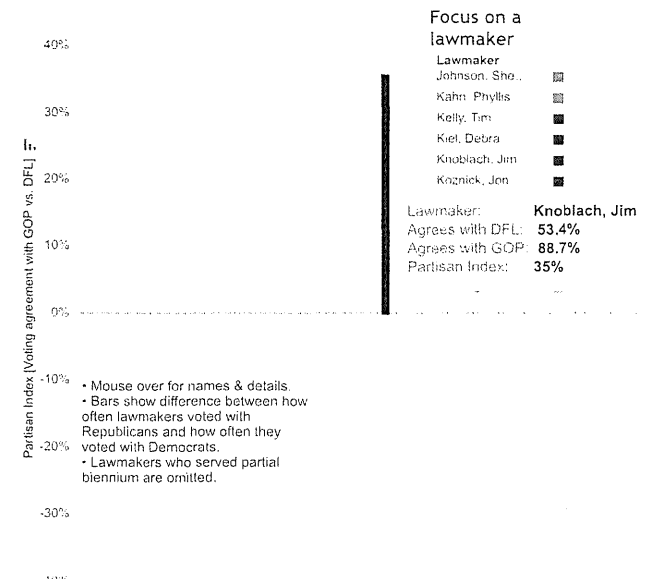 Focus on a
lawmaker
Lawmaker
Johnson, She..
Kahn, Phyllis
Kelly, Tim
Kiel, Debra
Knoblach, Jim
Koznick, Jon
Lawmaker: Knoblach, Jim
Agrees with DFL: 53.4%
Agrees with GOP: 88.7%
Partisan Index: 35%
Partisan Index [Voting agreement with GOP vs. DFL]
40%
30%
20%
10%
0%
-10%
-20%
-30%
• Mouse over for names & details.
• Bars show difference between how
often lawmakers voted with
Republicans and how often they
voted with Democrats.
• Lawmakers who served partial
biennium are omitted.